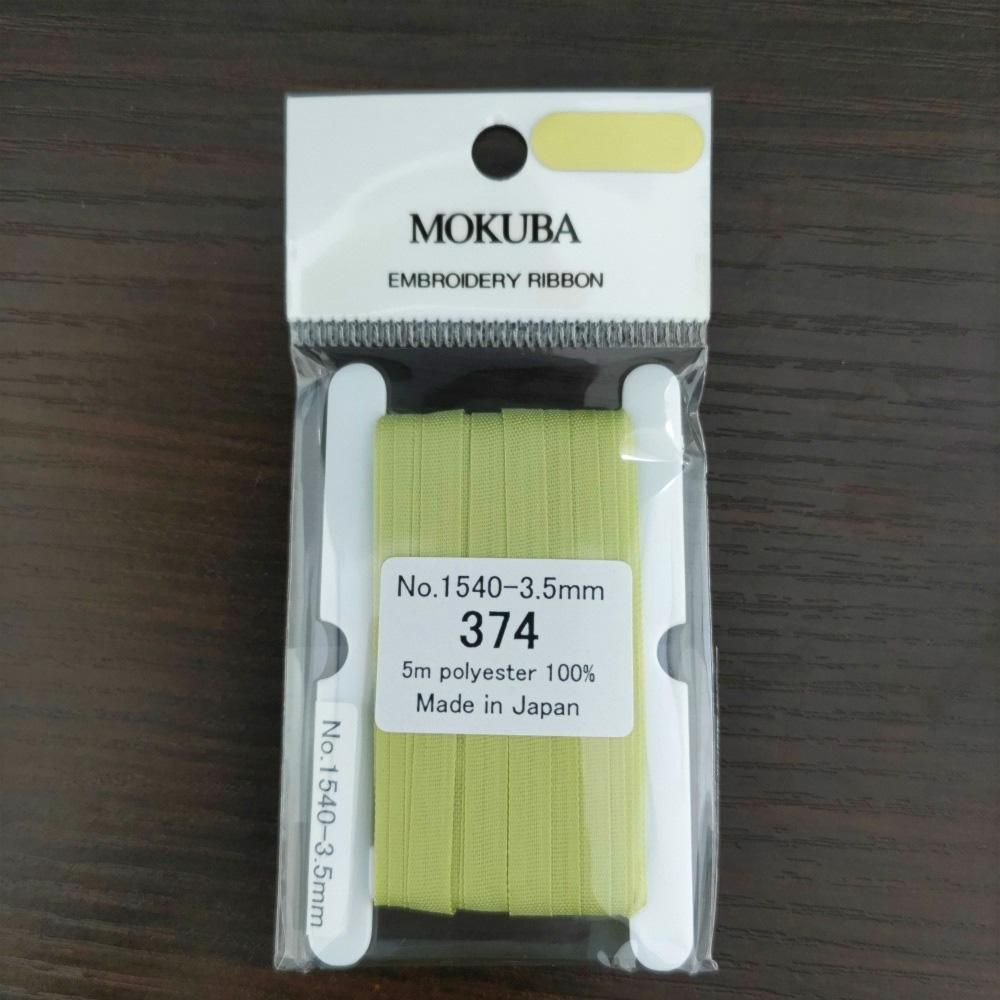 MOKUBA
EMBROIDERY RIBBON
No.1540-3.5mm
374
5m polyester 100%
Made in Japan
No.1540-3.5mm